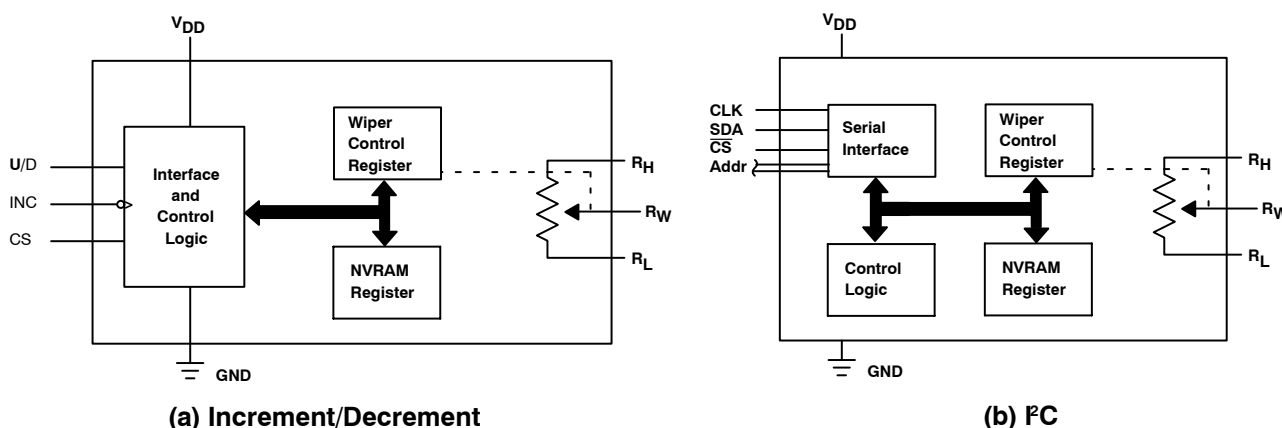 VDD
U/D
INC
CS
Interface
and
Control
Logic
Wiper
Control
Register
NVRAM
Register
RH
RW
RL
GND
(a) Increment/Decrement
VDD
CLK
SDA
CS
Addr
Serial
Interface
Wiper
Control
Register
Control
Logic
NVRAM
Register
RH
RW
RL
GND
(b) I²C